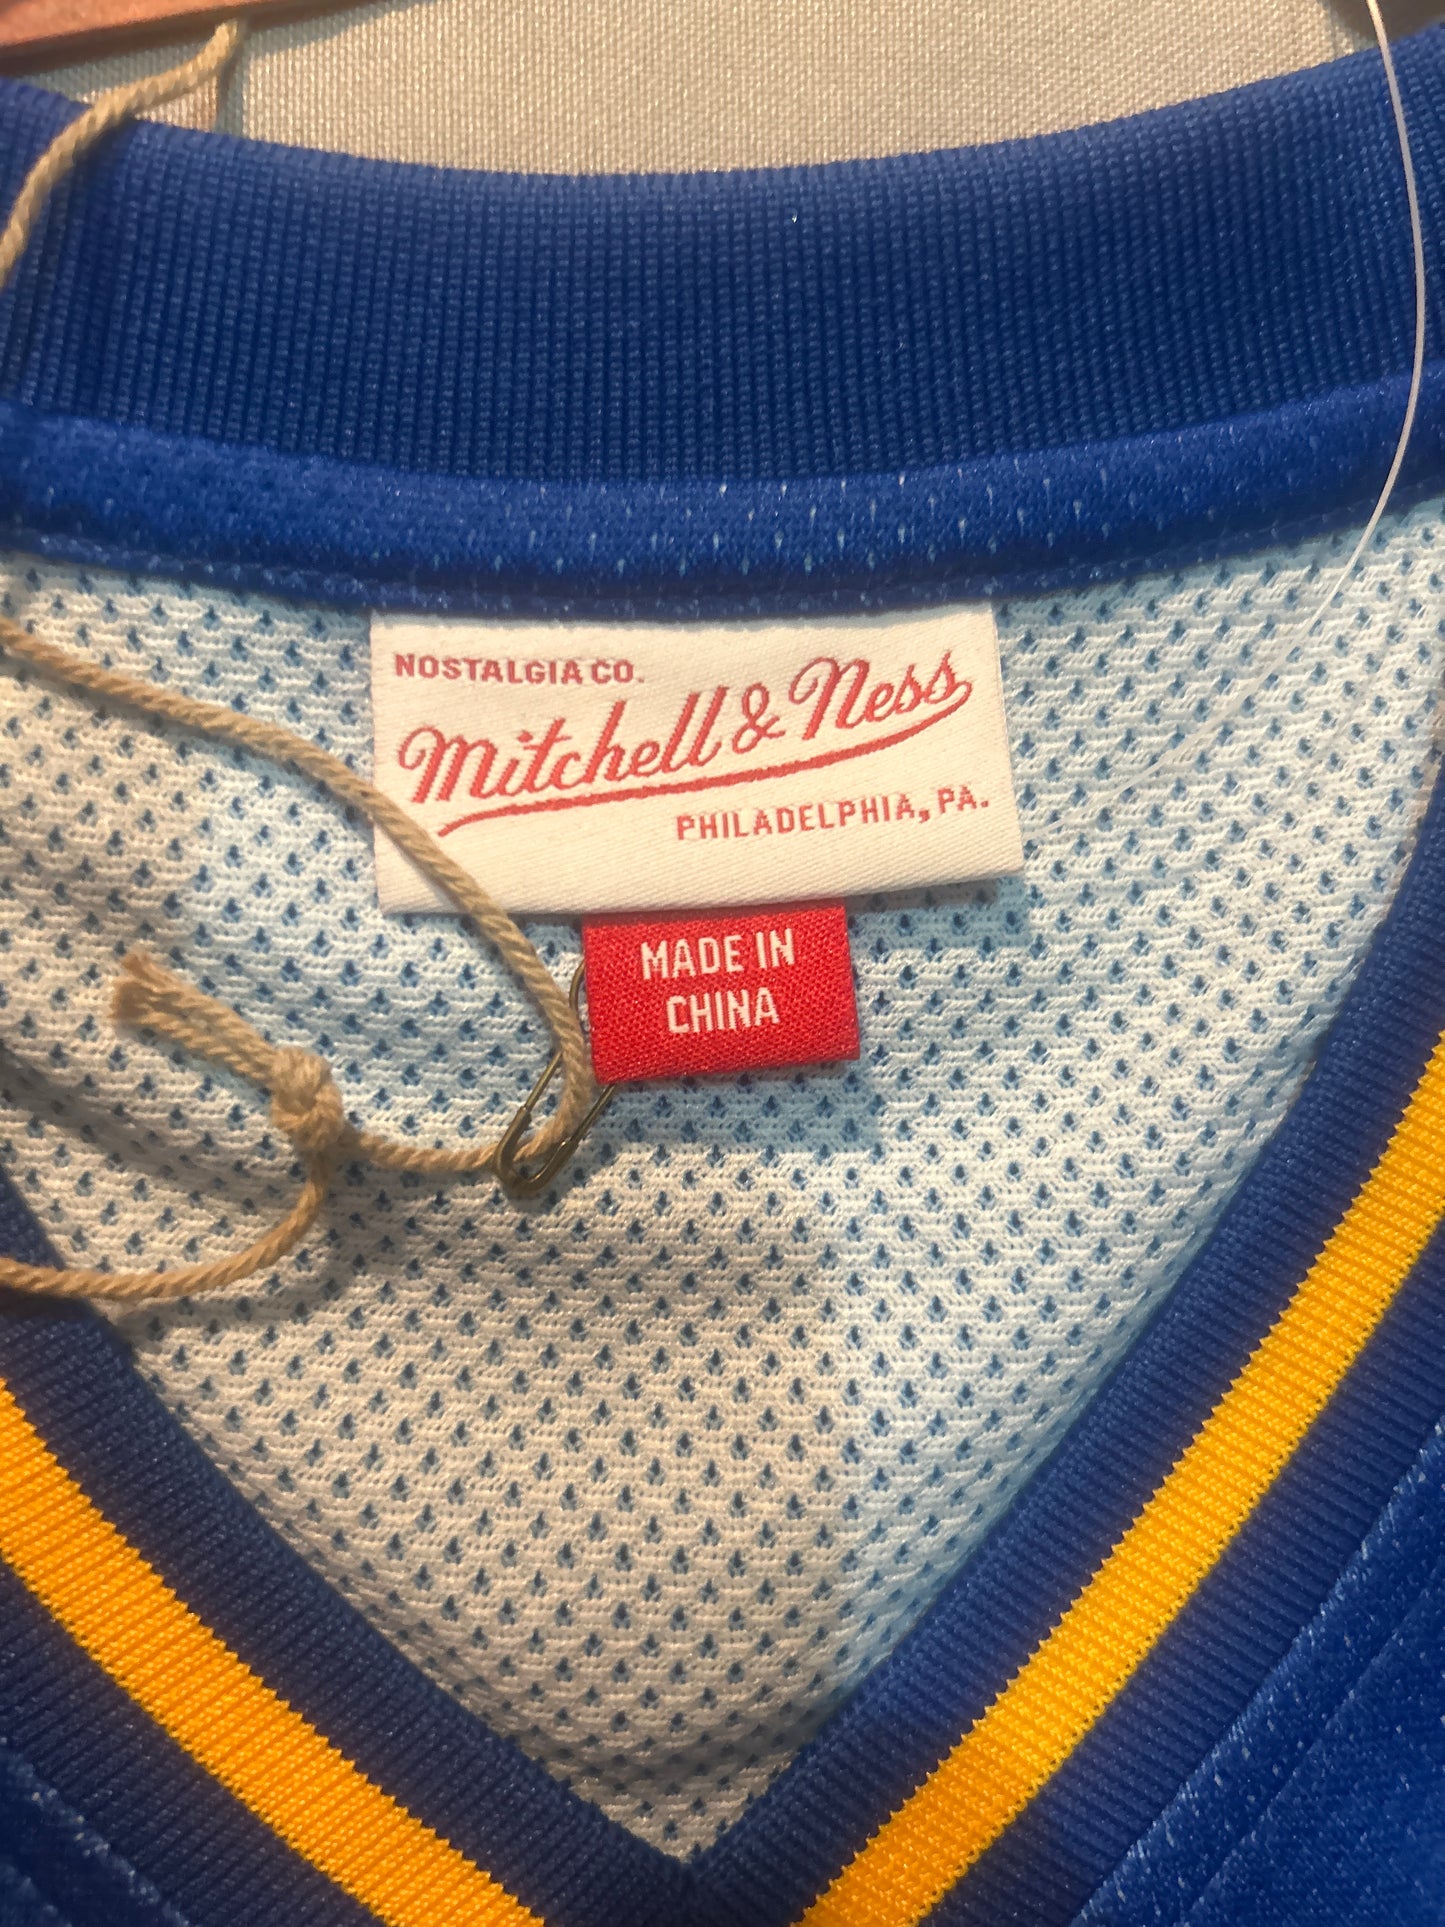 NOSTALGIA CO.
Mitchell & Ness
PHILADELPHIA, PA.
MADE IN
CHINA